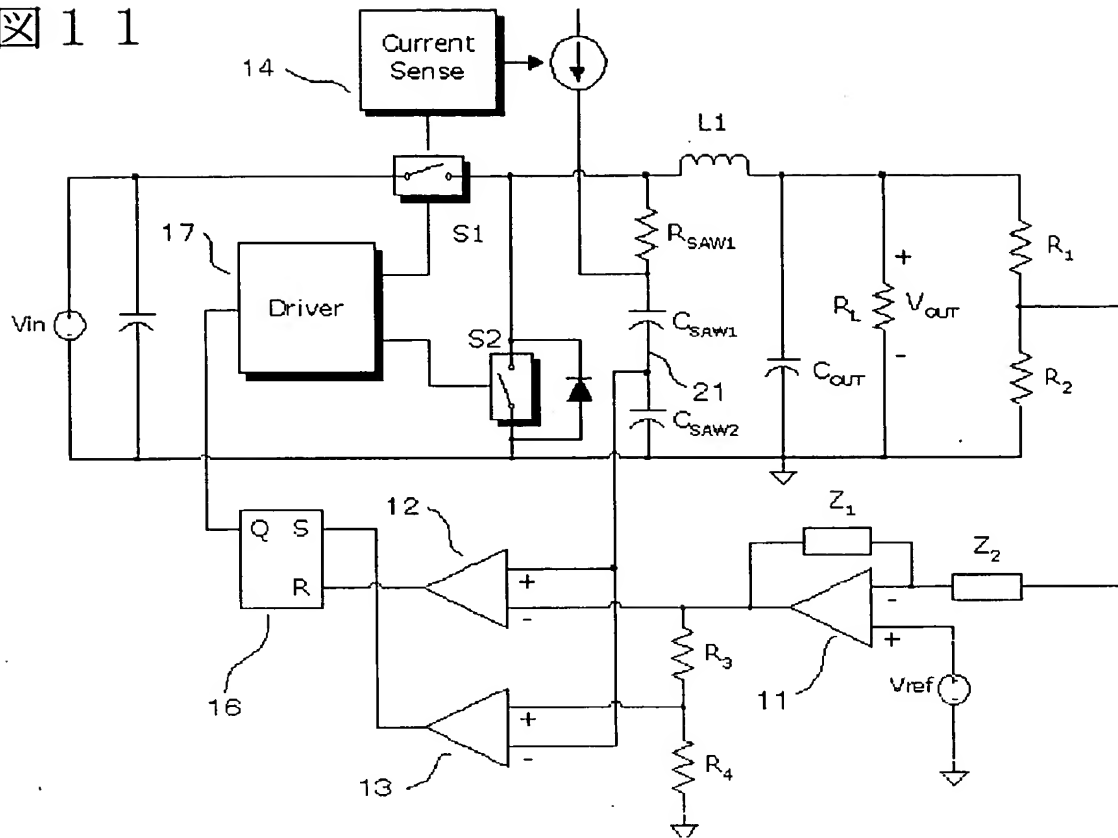 図11
Current
Sense
14
L1
17
S1
R_SAW1
R_1
Driver
Vin
+
R_L
V_OUT
-
S2
C_SAW1
21
C_OUT
R_2
C_SAW2
12
Z_1
Q S
R
+
-
-
Z_2
+
16
R_3
11
Vref
+
-
13
R_4